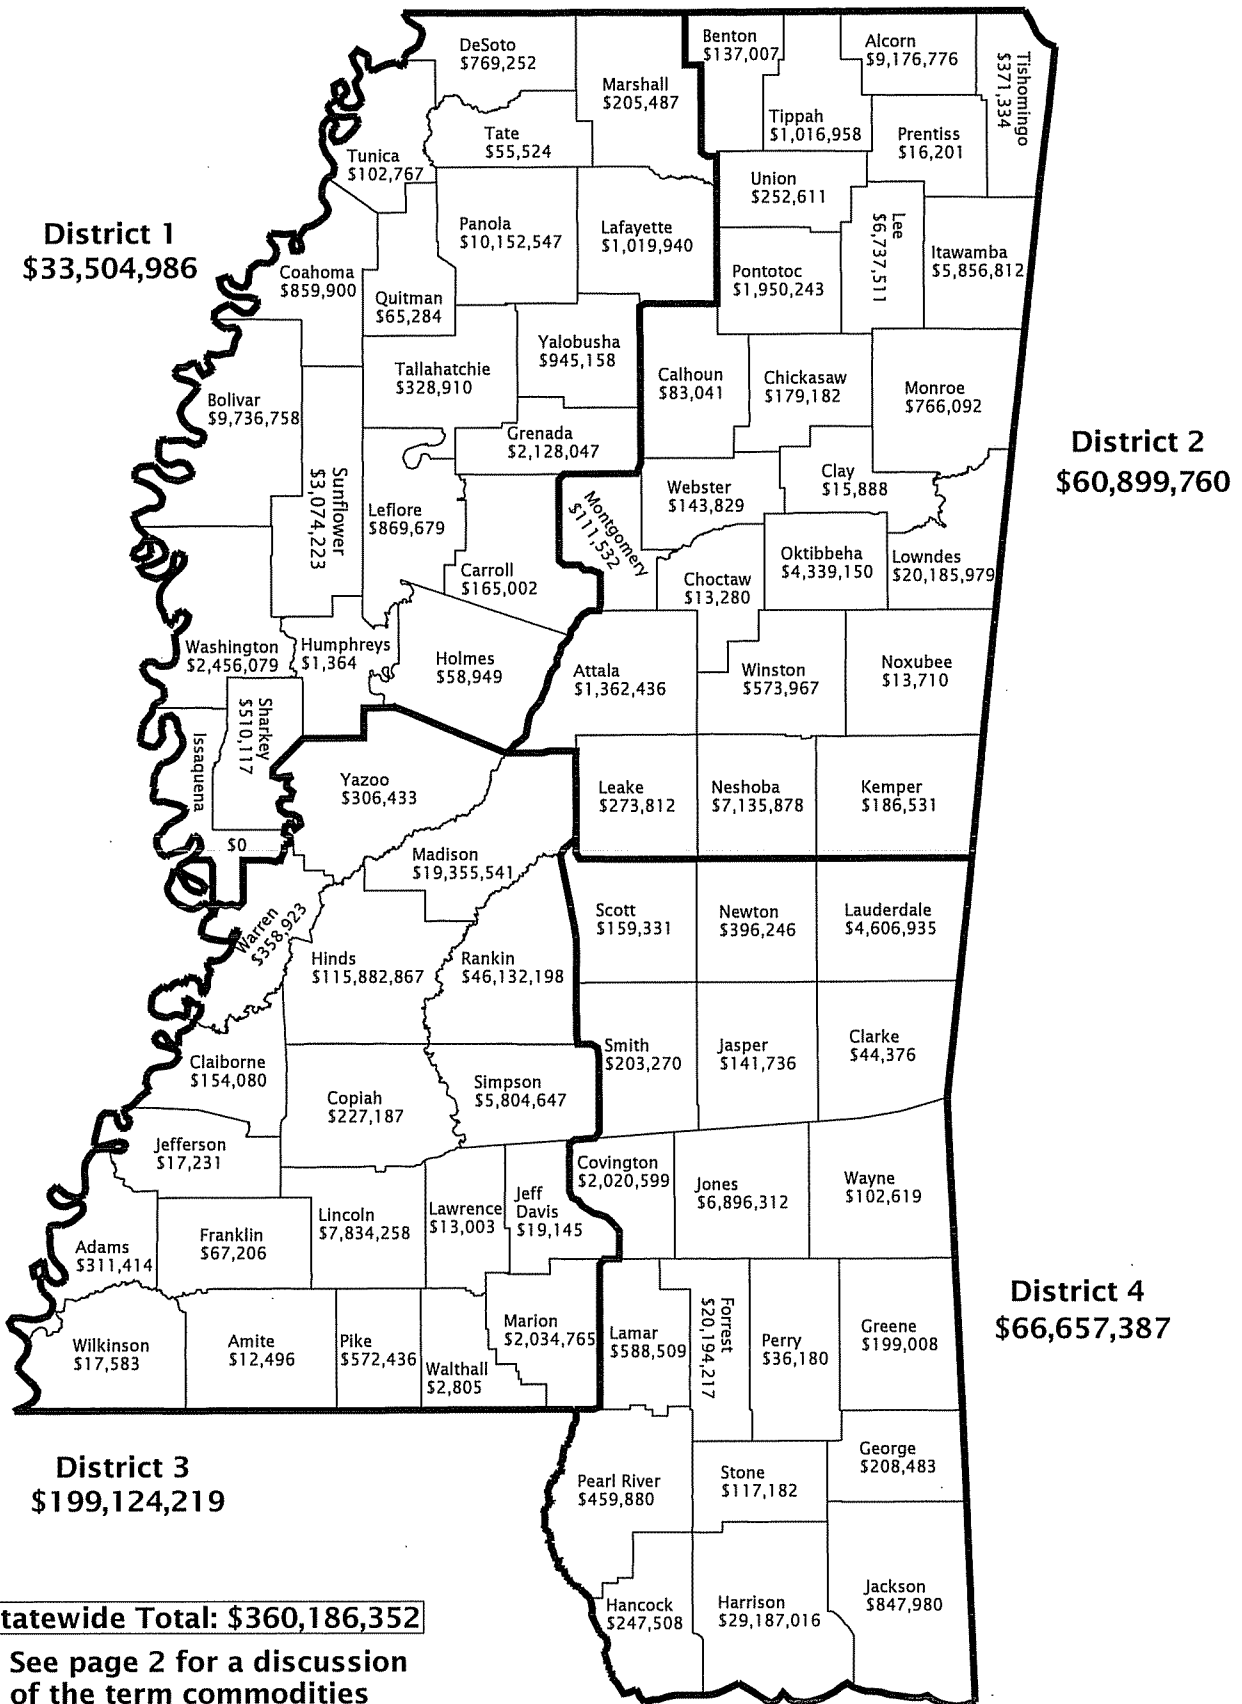 DeSoto
$769,252
Marshall
$205,487
Benton
$137,007
Alcorn
$9,176,776
Tishomingo
$371,334
Tippah
$1,016,958
Prentiss
$16,201
Tate
$55,524
Tunica
$102,767
Union
$252,611
District 1
$33,504,986
Panola
$10,152,547
Lafayette
$1,019,940
Lee
$6,737,511
Itawamba
$5,856,812
Coahoma
$859,900
Quitman
$65,284
Pontotoc
$1,950,243
Yalobusha
$945,158
Tallahatchie
$328,910
Calhoun
$83,041
Chickasaw
$179,182
Monroe
$766,092
Bolivar
$9,736,758
Grenada
$2,128,047
District 2
$60,899,760
Sunflower
$3,074,223
Leflore
$869,679
Montgomery
$111,532
Webster
$143,829
Clay
$15,888
Carroll
$165,002
Choctaw
$13,280
Oktibbeha
$4,339,150
Lowndes
$20,185,979
Washington
$2,456,079
Humphreys
$1,364
Holmes
$58,949
Attala
$1,362,436
Winston
$573,967
Noxubee
$13,710
Sharkey
$510,117
Issaquena
$0
Yazoo
$306,433
Leake
$273,812
Neshoba
$7,135,878
Kemper
$186,531
Madison
$19,355,541
Warren
$358,923
Hinds
$115,882,867
Rankin
$46,132,198
Scott
$159,331
Newton
$396,246
Lauderdale
$4,606,935
Claiborne
$154,080
Copiah
$227,187
Simpson
$5,804,647
Smith
$203,270
Jasper
$141,736
Clarke
$44,376
Jefferson
$17,231
Covington
$2,020,599
Jones
$6,896,312
Wayne
$102,619
Adams
$311,414
Franklin
$67,206
Lincoln
$7,834,258
Lawrence
$13,003
Jeff
Davis
$19,145
District 4
$66,657,387
Wilkinson
$17,583
Amite
$12,496
Pike
$572,436
Walthall
$2,805
Marion
$2,034,765
Lamar
$588,509
Forrest
$20,194,217
Perry
$36,180
Greene
$199,008
District 3
$199,124,219
Pearl River
$459,880
Stone
$117,182
George
$208,483
Hancock
$247,508
Harrison
$29,187,016
Jackson
$847,980
tatewide Total: $360,186,352
See page 2 for a discussion
of the term commodities